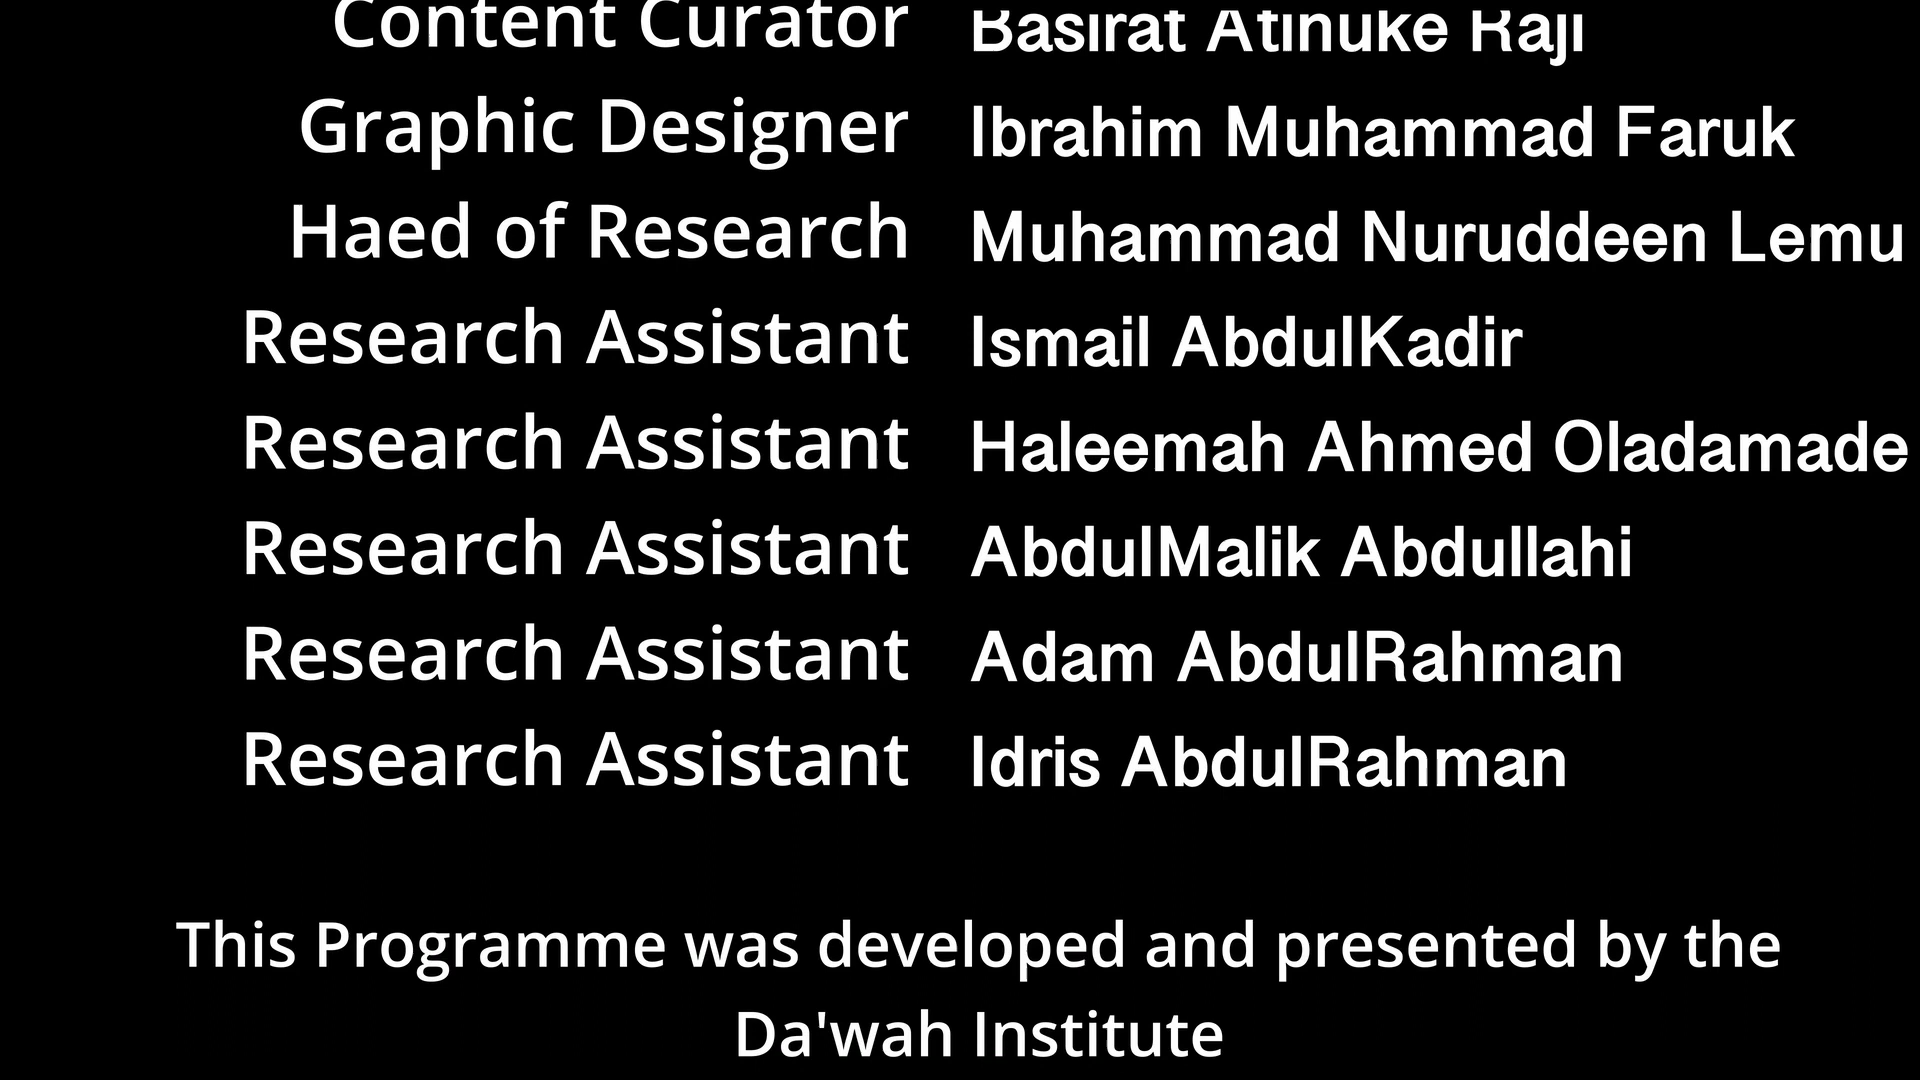 Content Curator Basirat Atinuke Raji
Graphic Designer Ibrahim Muhammad Faruk
Haed of Research Muhammad Nuruddeen Lemu
Research Assistant Ismail AbdulKadir
Research Assistant Haleemah Ahmed Oladamade
Research Assistant AbdulMalik Abdullahi
Research Assistant Adam AbdulRahman
Research Assistant Idris AbdulRahman
This Programme was developed and presented by the
Da'wah Institute